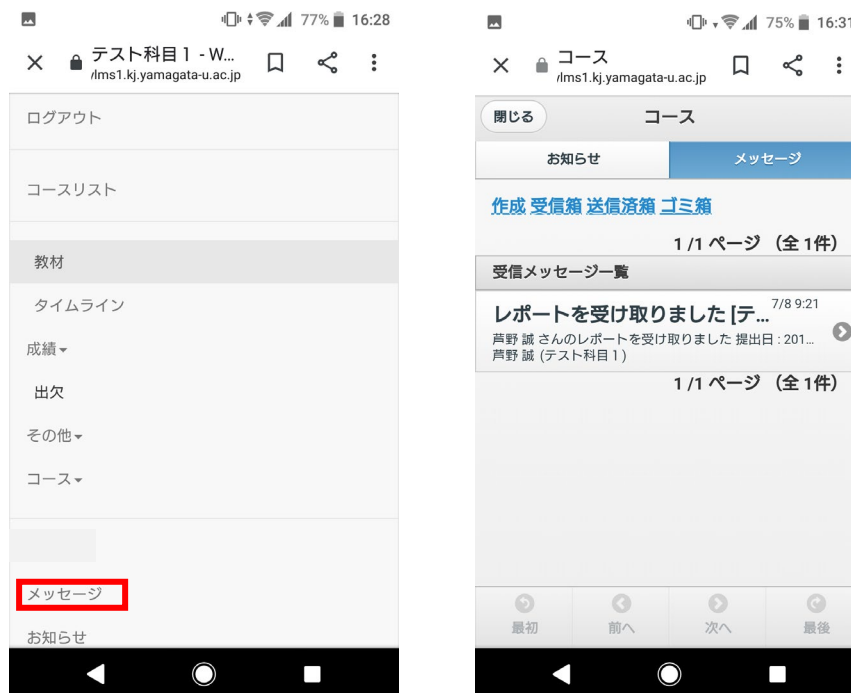 77% 16:28
テスト科目1 - W...
/lms1.kj.yamagata-u.ac.jp
ログアウト
コースリスト
教材
タイムライン
成績
出欠
その他
コース
メッセージ
お知らせ
75% 16:31
コース
/lms1.kj.yamagata-u.ac.jp
閉じる コース
お知らせ メッセージ
作成 受信箱 送信済箱 ゴミ箱
1 /1 ページ (全 1件)
受信メッセージ一覧
レポートを受け取りました [テ... 7/8 9:21
芦野 誠 さんのレポートを受け取りました 提出日 : 201...
芦野 誠 (テスト科目1)
1 /1 ページ (全 1件)
最初 前へ 次へ 最後